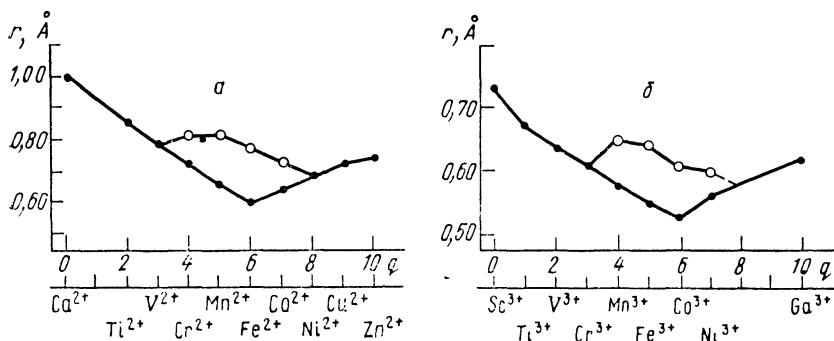 r, Å
а
1,00
0,80
0,60
0 2 4 6 8 10 q
Ca²⁺ V²⁺ Mn²⁺ Co²⁺ Cu²⁺
Ti²⁺ Cr²⁺ Fe²⁺ Ni²⁺ Zn²⁺
r, Å
б
0,70
0,60
0,50
0 2 4 6 8 10 q
Sc³⁺ V³⁺ Mn³⁺ Co³⁺ Ga³⁺
Ti³⁺ Cr³⁺ Fe³⁺ Ni³⁺